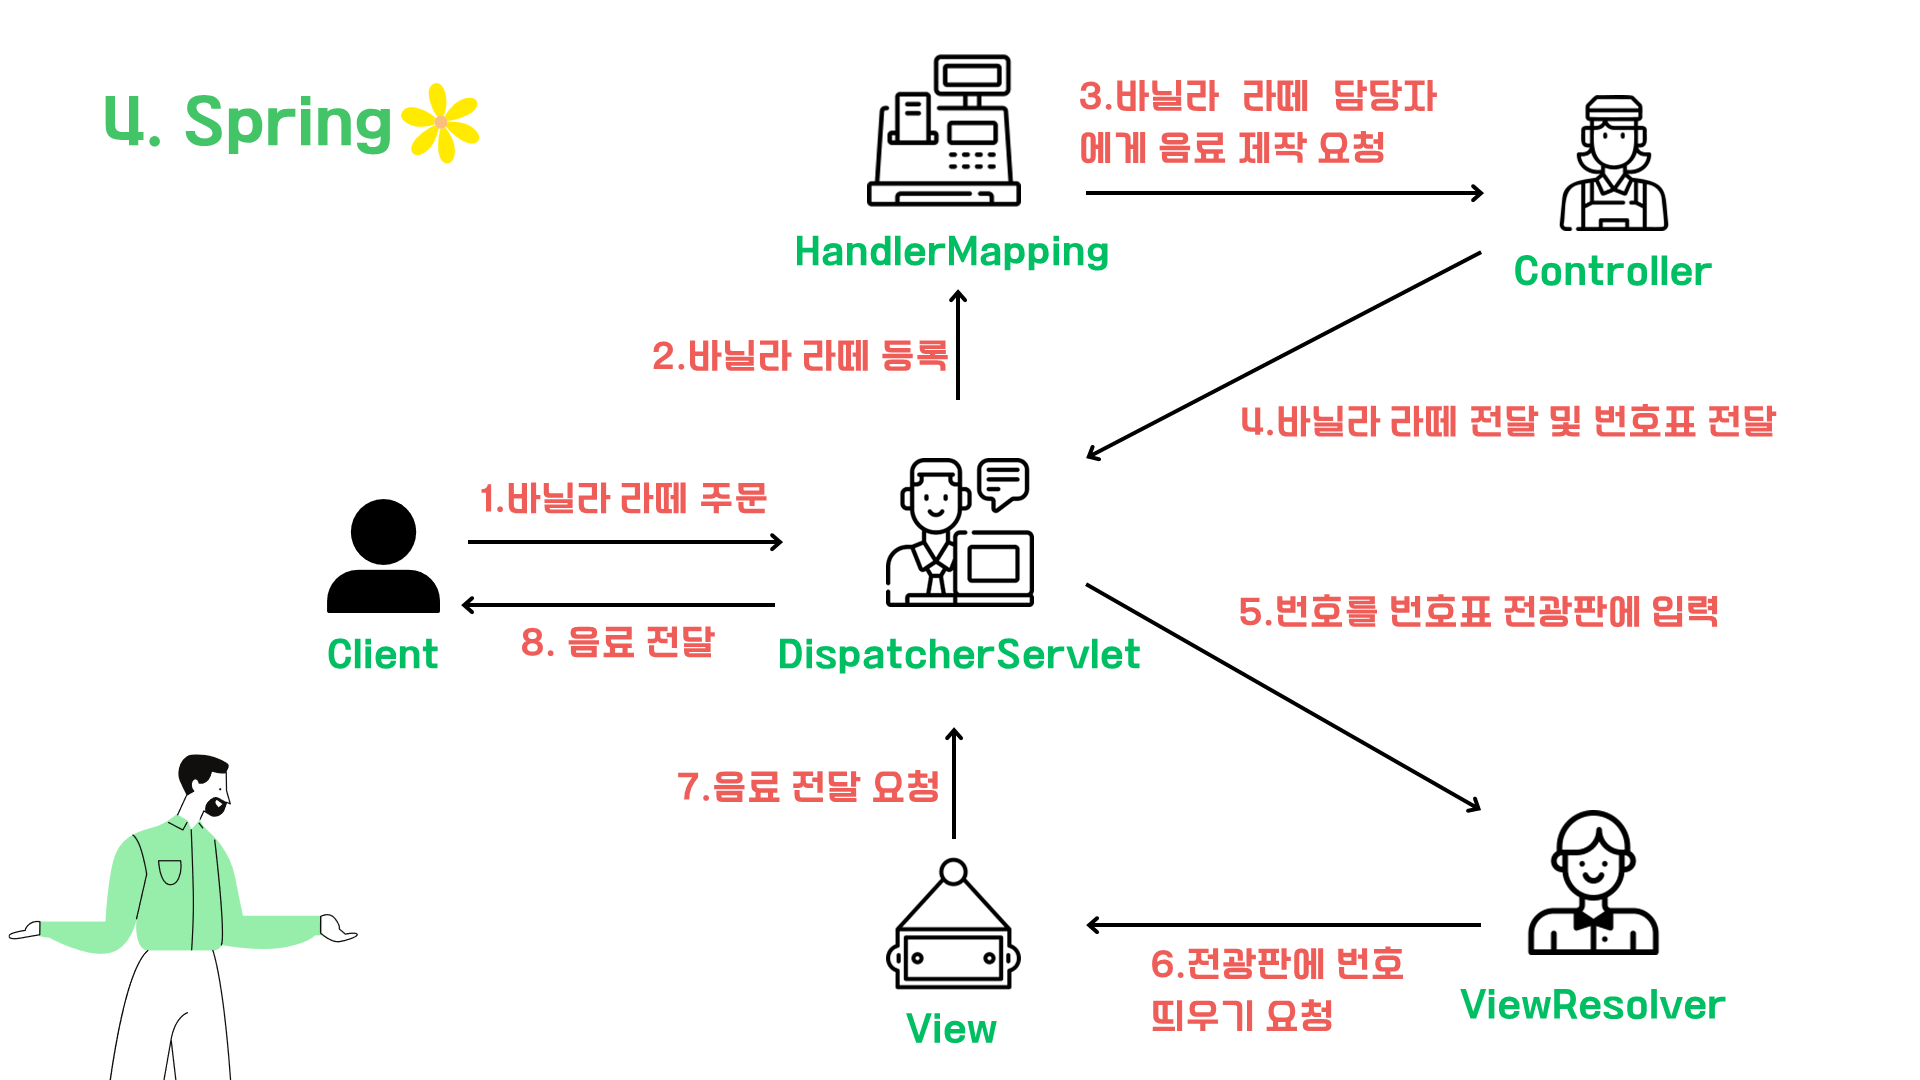 4. Spring
3.바닐라 라떼 담당자
에게 음료 제작 요청
HandlerMapping
Controller
2.바닐라 라떼 등록
4.바닐라 라떼 전달 및 번호표 전달
1.바닐라 라떼 주문
5.번호를 번호표 전광판에 입력
8. 음료 전달
Client
DispatcherServlet
7.음료 전달 요청
6.전광판에 번호
띄우기 요청
ViewResolver
View